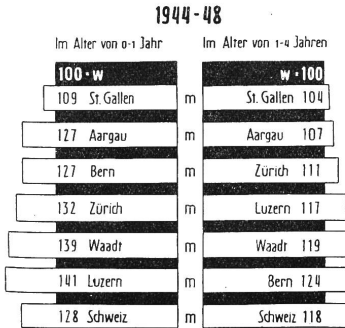 1944-48
Im Alter von 0-1 Jahr Im Alter von 1-4 Jahren
100·w w·100
109 St. Gallen m St. Gallen 104
127 Aargau m Aargau 107
127 Bern m Zürich 111
132 Zürich m Luzern 117
139 Waadt m Waadt 119
141 Luzern m Bern 124
128 Schweiz m Schweiz 118